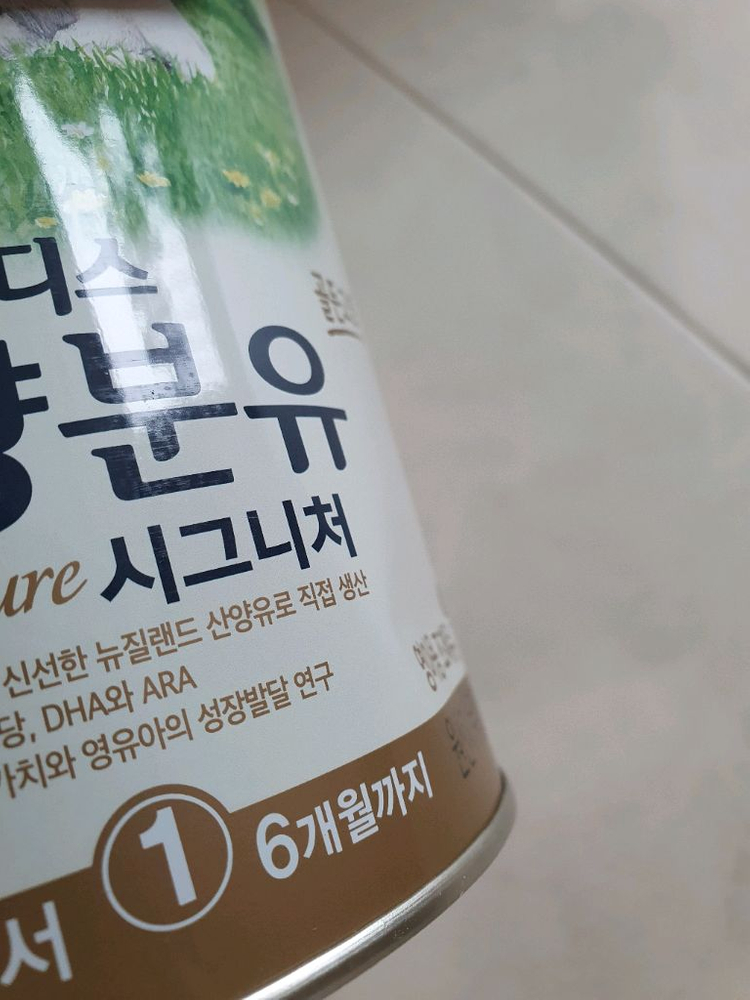 디스
분유
시그니처
신선한 뉴질랜드 산양유로 직접 생산
당, DHA와 ARA
가치와 영유아의 성장발달 연구
서 1 6개월까지